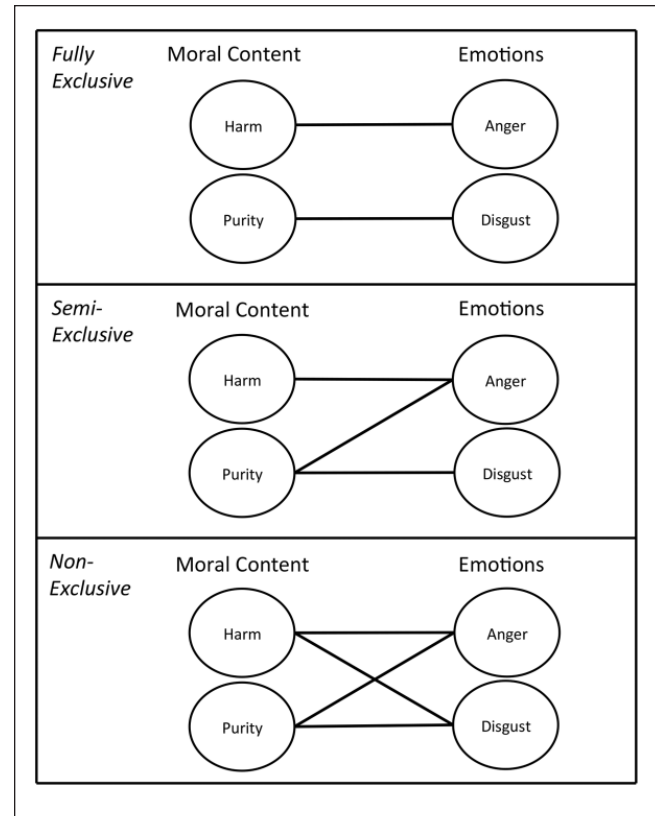 Fully
Exclusive
Moral Content
Emotions
Harm
Anger
Purity
Disgust
Semi-
Exclusive
Moral Content
Emotions
Harm
Anger
Purity
Disgust
Non-
Exclusive
Moral Content
Emotions
Harm
Anger
Purity
Disgust